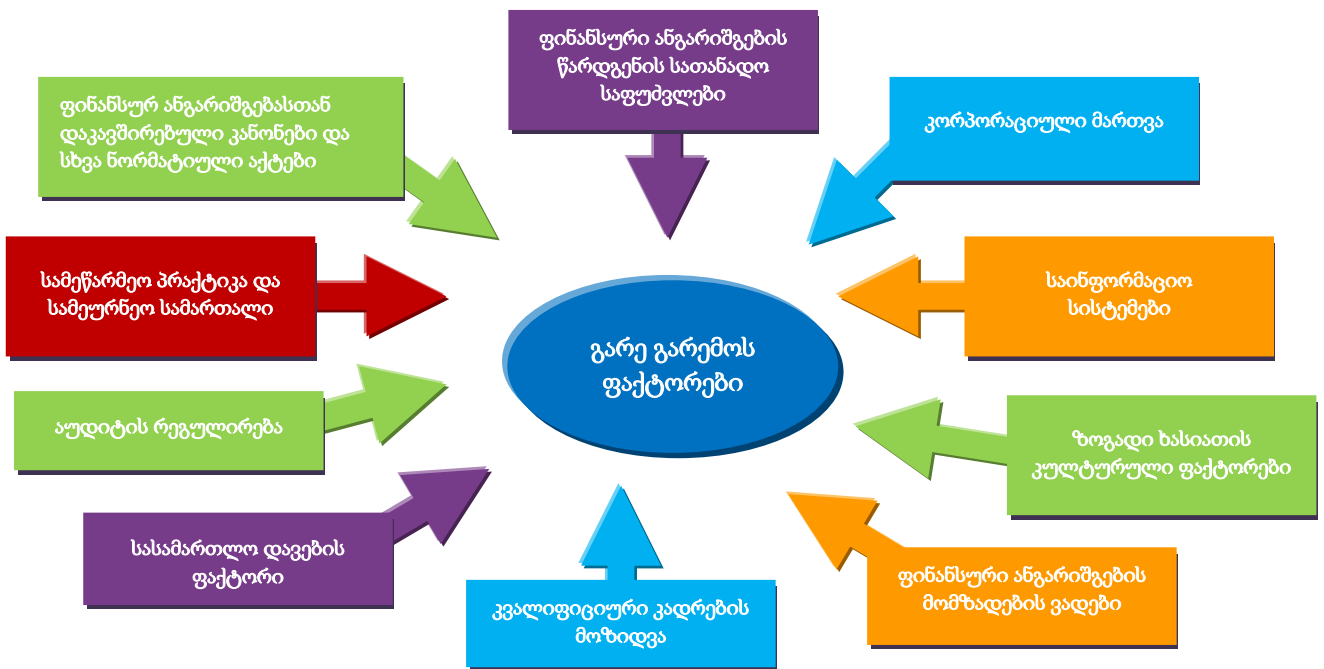 ფინანსური ანგარიშგების
წარდგენის სათანადო
საფუძვლები
ფინანსურ ანგარიშგებასთან
დაკავშირებული კანონები და
სხვა ნორმატიული აქტები
კორპორაციული მართვა
სამეწარმეო პრაქტიკა და
სამეურნეო სამართალი
საინფორმაციო
სისტემები
გარე გარემოს
ფაქტორები
აუდიტის რეგულირება
ზოგადი ხასიათის
კულტურული ფაქტორები
სასამართლო დავების
ფაქტორი
ფინანსური ანგარიშგების
მომზადების ვადები
კვალიფიციური კადრების
მოზიდვა